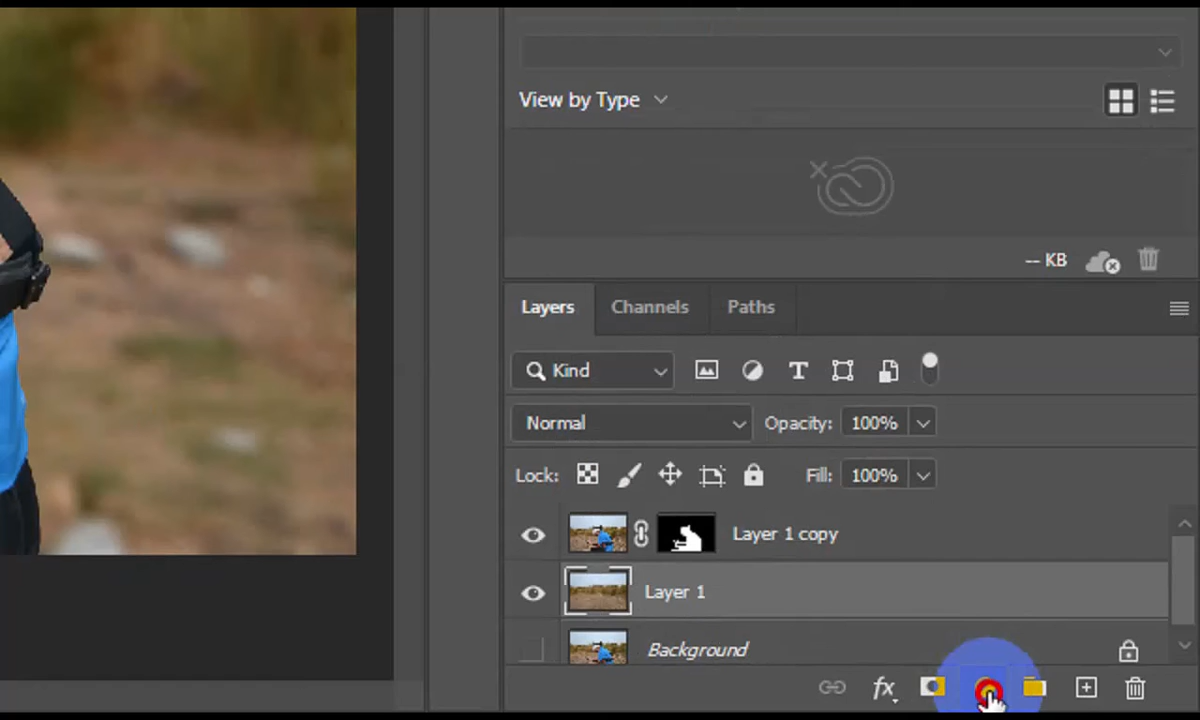 View by Type
-- KB
Layers Channels Paths
Kind T
Normal Opacity: 100%
Lock: Fill: 100%
Layer 1 copy
Layer 1
Background
fx